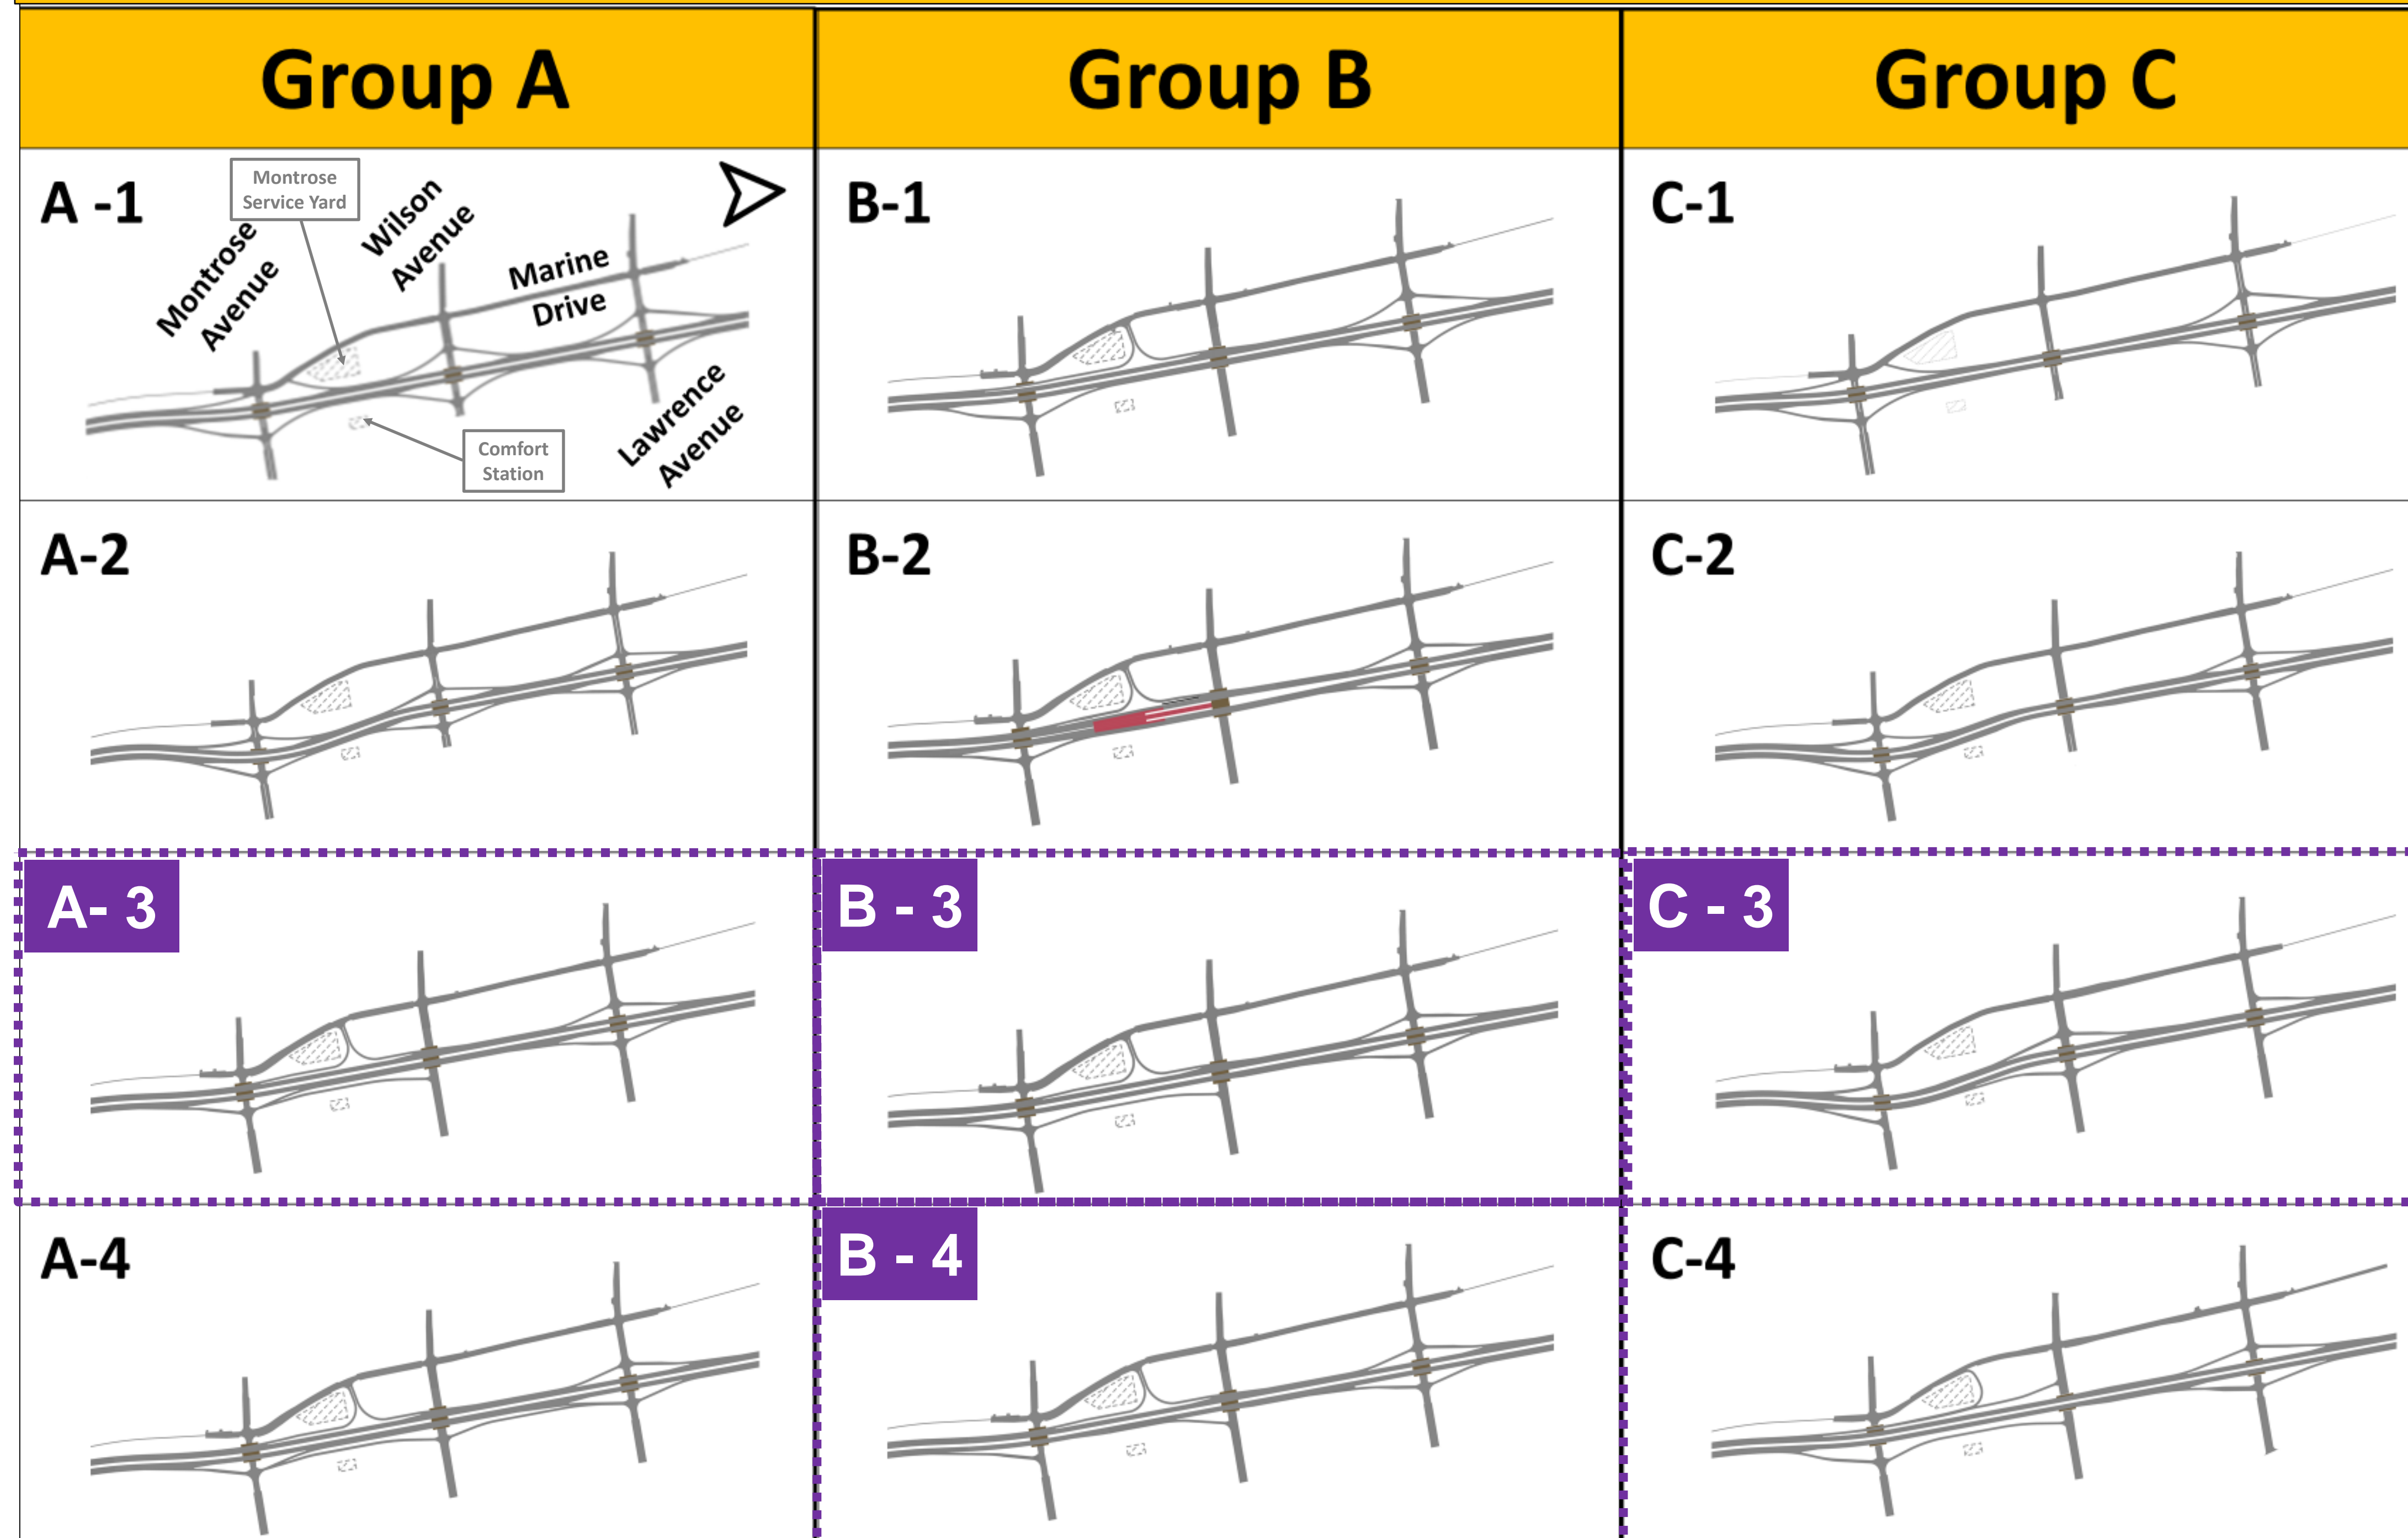 Group A
Group B
Group C
A -1
Montrose
Service Yard
Montrose
Avenue
Wilson
Avenue
Marine
Drive
Lawrence
Avenue
Comfort
Station
B-1
C-1
A-2
B-2
C-2
A- 3
B - 3
C - 3
A-4
B - 4
C-4